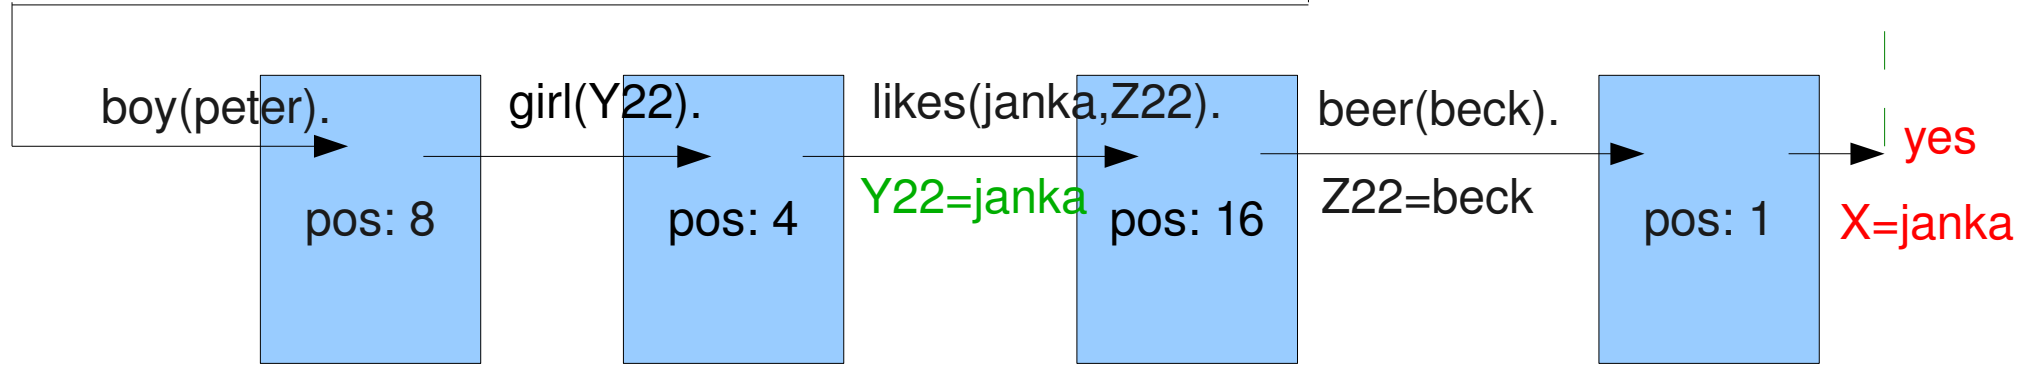 boy(peter).
girl(Y22).
likes(janka,Z22).
beer(beck).
yes
Y22=janka
Z22=beck
pos: 8
pos: 4
pos: 16
pos: 1
X=janka